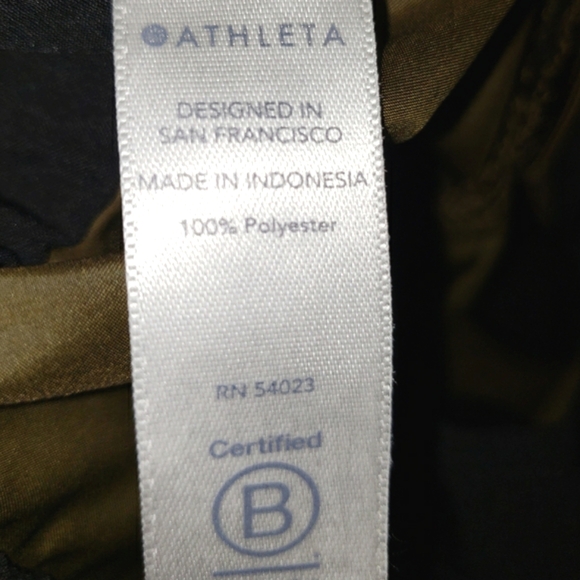 ATHLETA
DESIGNED IN
SAN FRANCISCO
MADE IN INDONESIA
100% Polyester
RN 54023
Certified
B